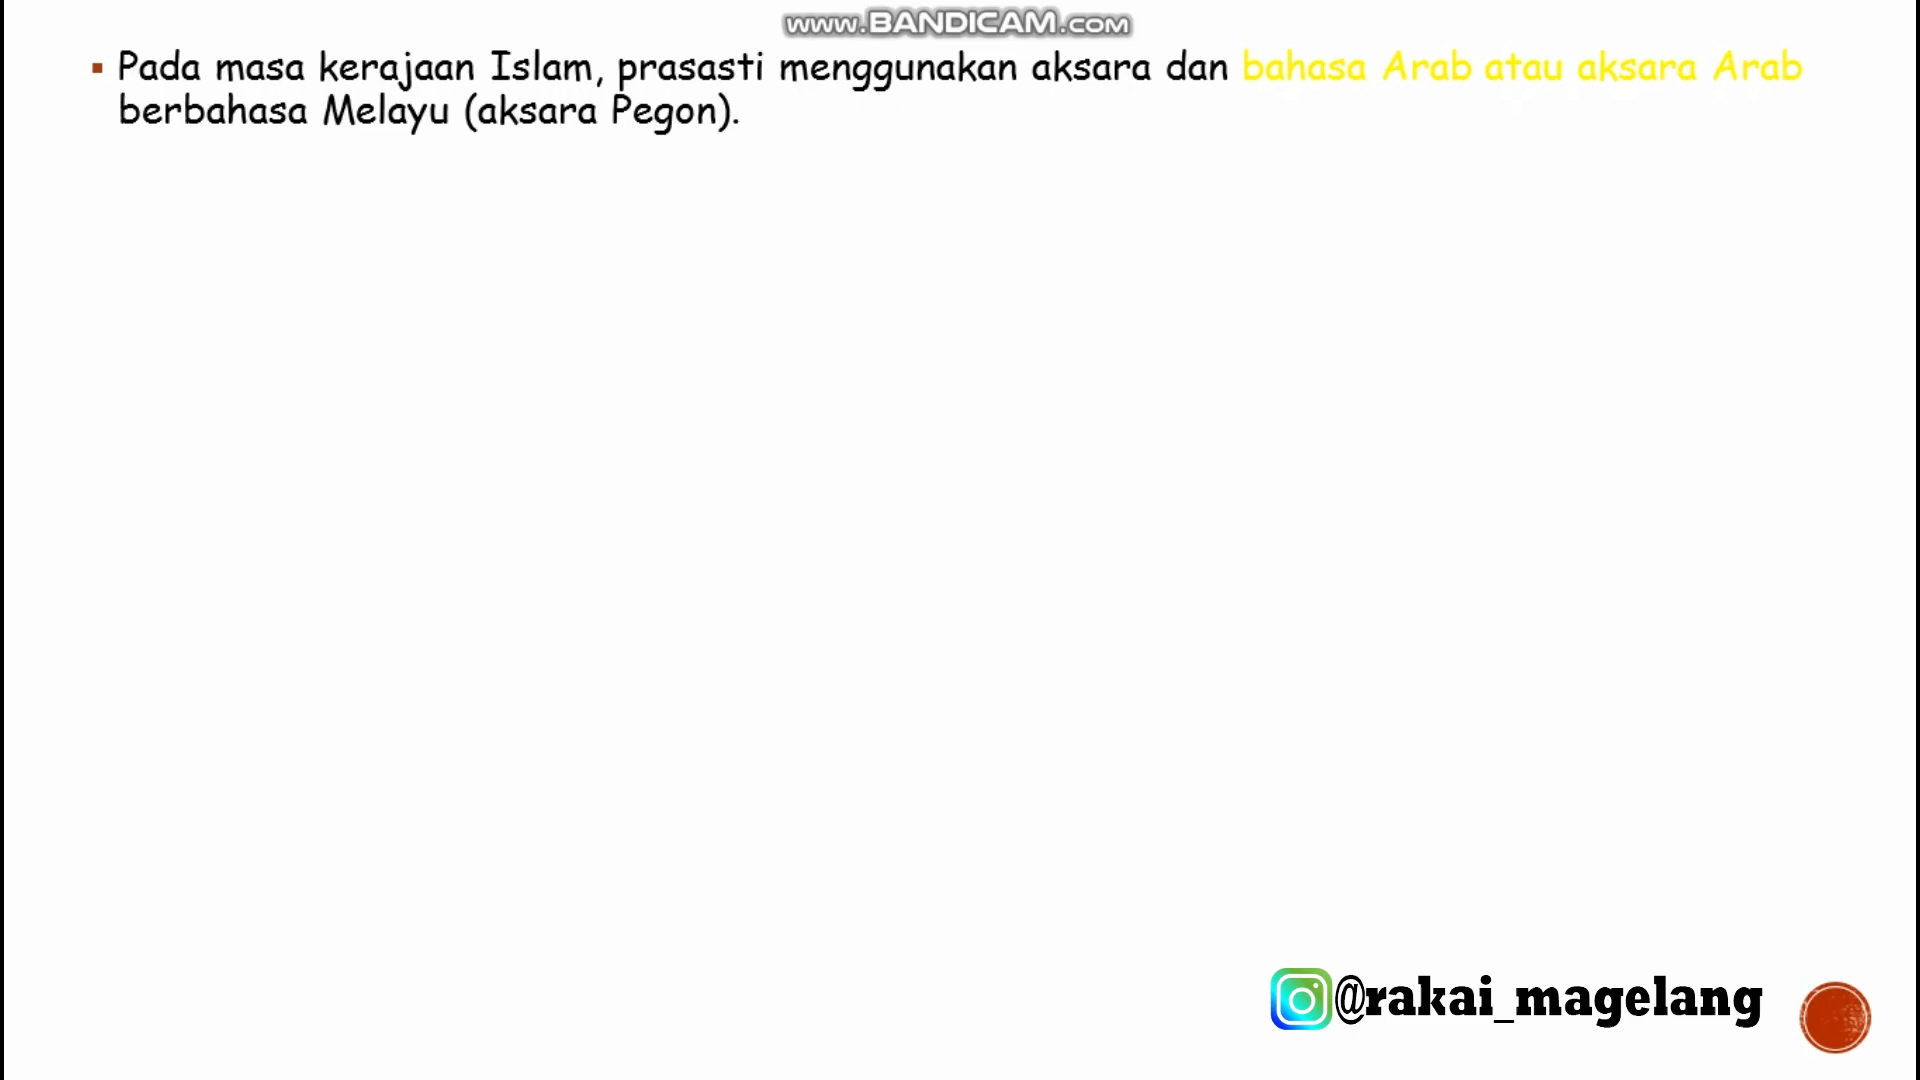 www.BANDICAM.com
▪ Pada masa kerajaan Islam, prasasti menggunakan aksara dan bahasa Arab atau aksara Arab
berbahasa Melayu (aksara Pegon).
@rakai_magelang